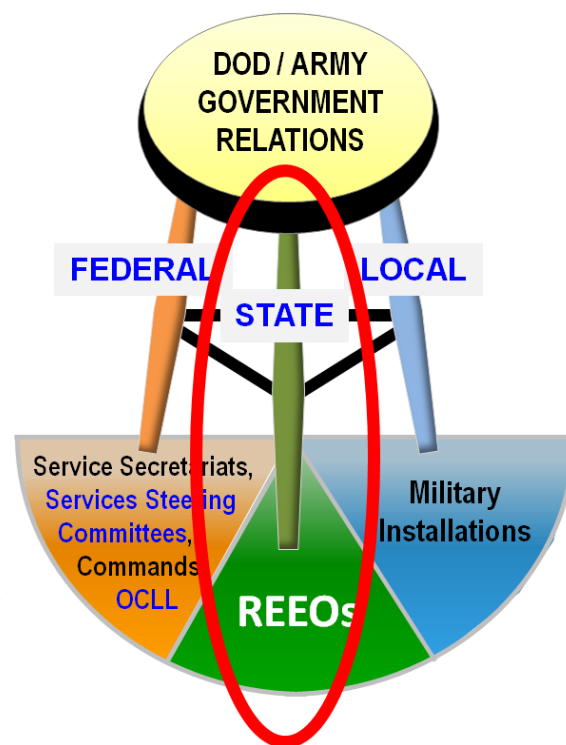 DOD / ARMY
GOVERNMENT
RELATIONS
FEDERAL
LOCAL
STATE
Service Secretariats,
Services Steering
Committees,
Commands
OCLL
REEOs
Military
Installations